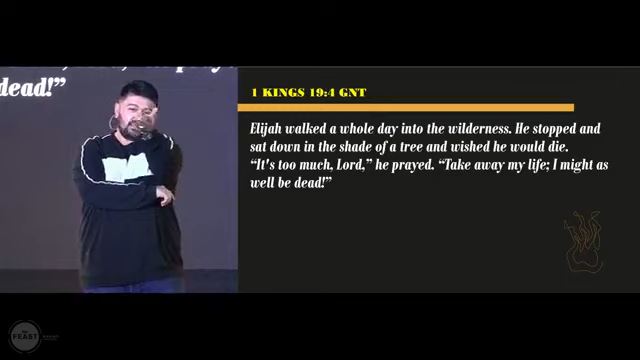 dead!”
1 KINGS 19:4 GNT
Elijah walked a whole day into the wilderness. He stopped and
sat down in the shade of a tree and wished he would die.
“It's too much, Lord,” he prayed. “Take away my life; I might as
well be dead!”
FEAST